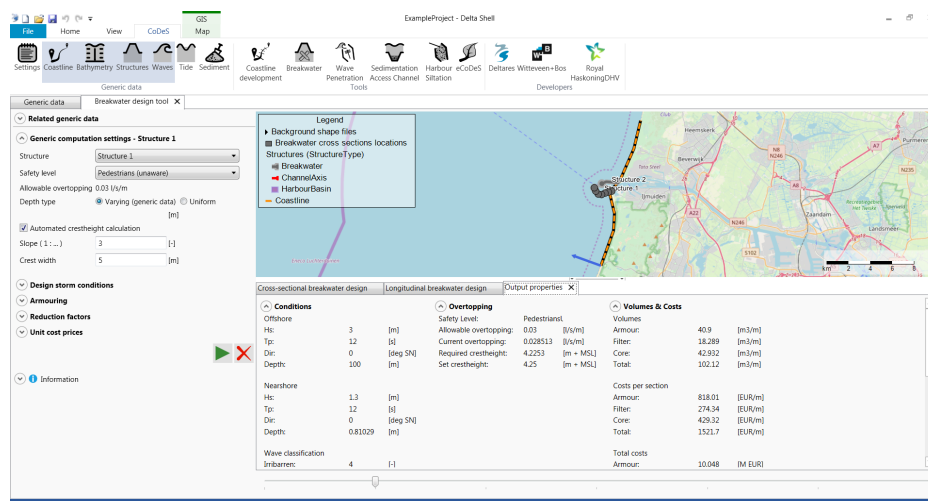 ExampleProject - Delta Shell
GIS
File Home View CoDeS Map
Settings Coastline Bathymetry Structures Waves Tide Sediment
Coastline development Breakwater Wave Penetration Sedimentation Access Channel Harbour Siltation eCoDeS
Deltares Witteveen+Bos Royal HaskoningDHV
Generic data Tools Developers
Generic data Breakwater design tool
Related generic data
Generic computation settings - Structure 1
Structure Structure 1
Safety level Pedestrians (unaware)
Allowable overtopping 0.03 l/s/m
Depth type Varying (generic data) Uniform
[m]
Automated crestheight calculation
Slope ( 1 : ... ) 3 [-]
Crest width 5 [m]
Design storm conditions
Armouring
Reduction factors
Unit cost prices
Information
Legend
Background shape files
Breakwater cross sections locations
Structures (StructureType)
Breakwater
ChannelAxis
HarbourBasin
Coastline
Heemskerk
Beverwijk
N8
N246
A7
Purmerend
N235
Tata Steel
Structure 2
Structure 1
IJmuiden
A8
A22
N246
Zaandam
Landsmeer
S102
km 2 4 6 8
Cross-sectional breakwater design Longitudinal breakwater design Output properties
Conditions
Offshore
Hs: 3 [m]
Tp: 12 [s]
Dir: 0 [deg SN]
Depth: 100 [m]
Nearshore
Hs: 1.3 [m]
Tp: 12 [s]
Dir: 0 [deg SN]
Depth: 0.81029 [m]
Wave classification
Irribarren: 4 [-]
Overtopping
Safety Level: Pedestrians(.
Allowable overtopping: 0.03 [l/s/m]
Current overtopping: 0.028513 [l/s/m]
Required crestheight: 4.2253 [m + MSL]
Set crestheight: 4.25 [m + MSL]
Volumes & Costs
Volumes
Armour: 40.9 [m3/m]
Filter: 18.289 [m3/m]
Core: 42.932 [m3/m]
Total: 102.12 [m3/m]
Costs per section
Armour: 818.01 [EUR/m]
Filter: 274.34 [EUR/m]
Core: 429.32 [EUR/m]
Total: 1521.7 [EUR/m]
Total costs
Armour: 10.048 [M EUR]